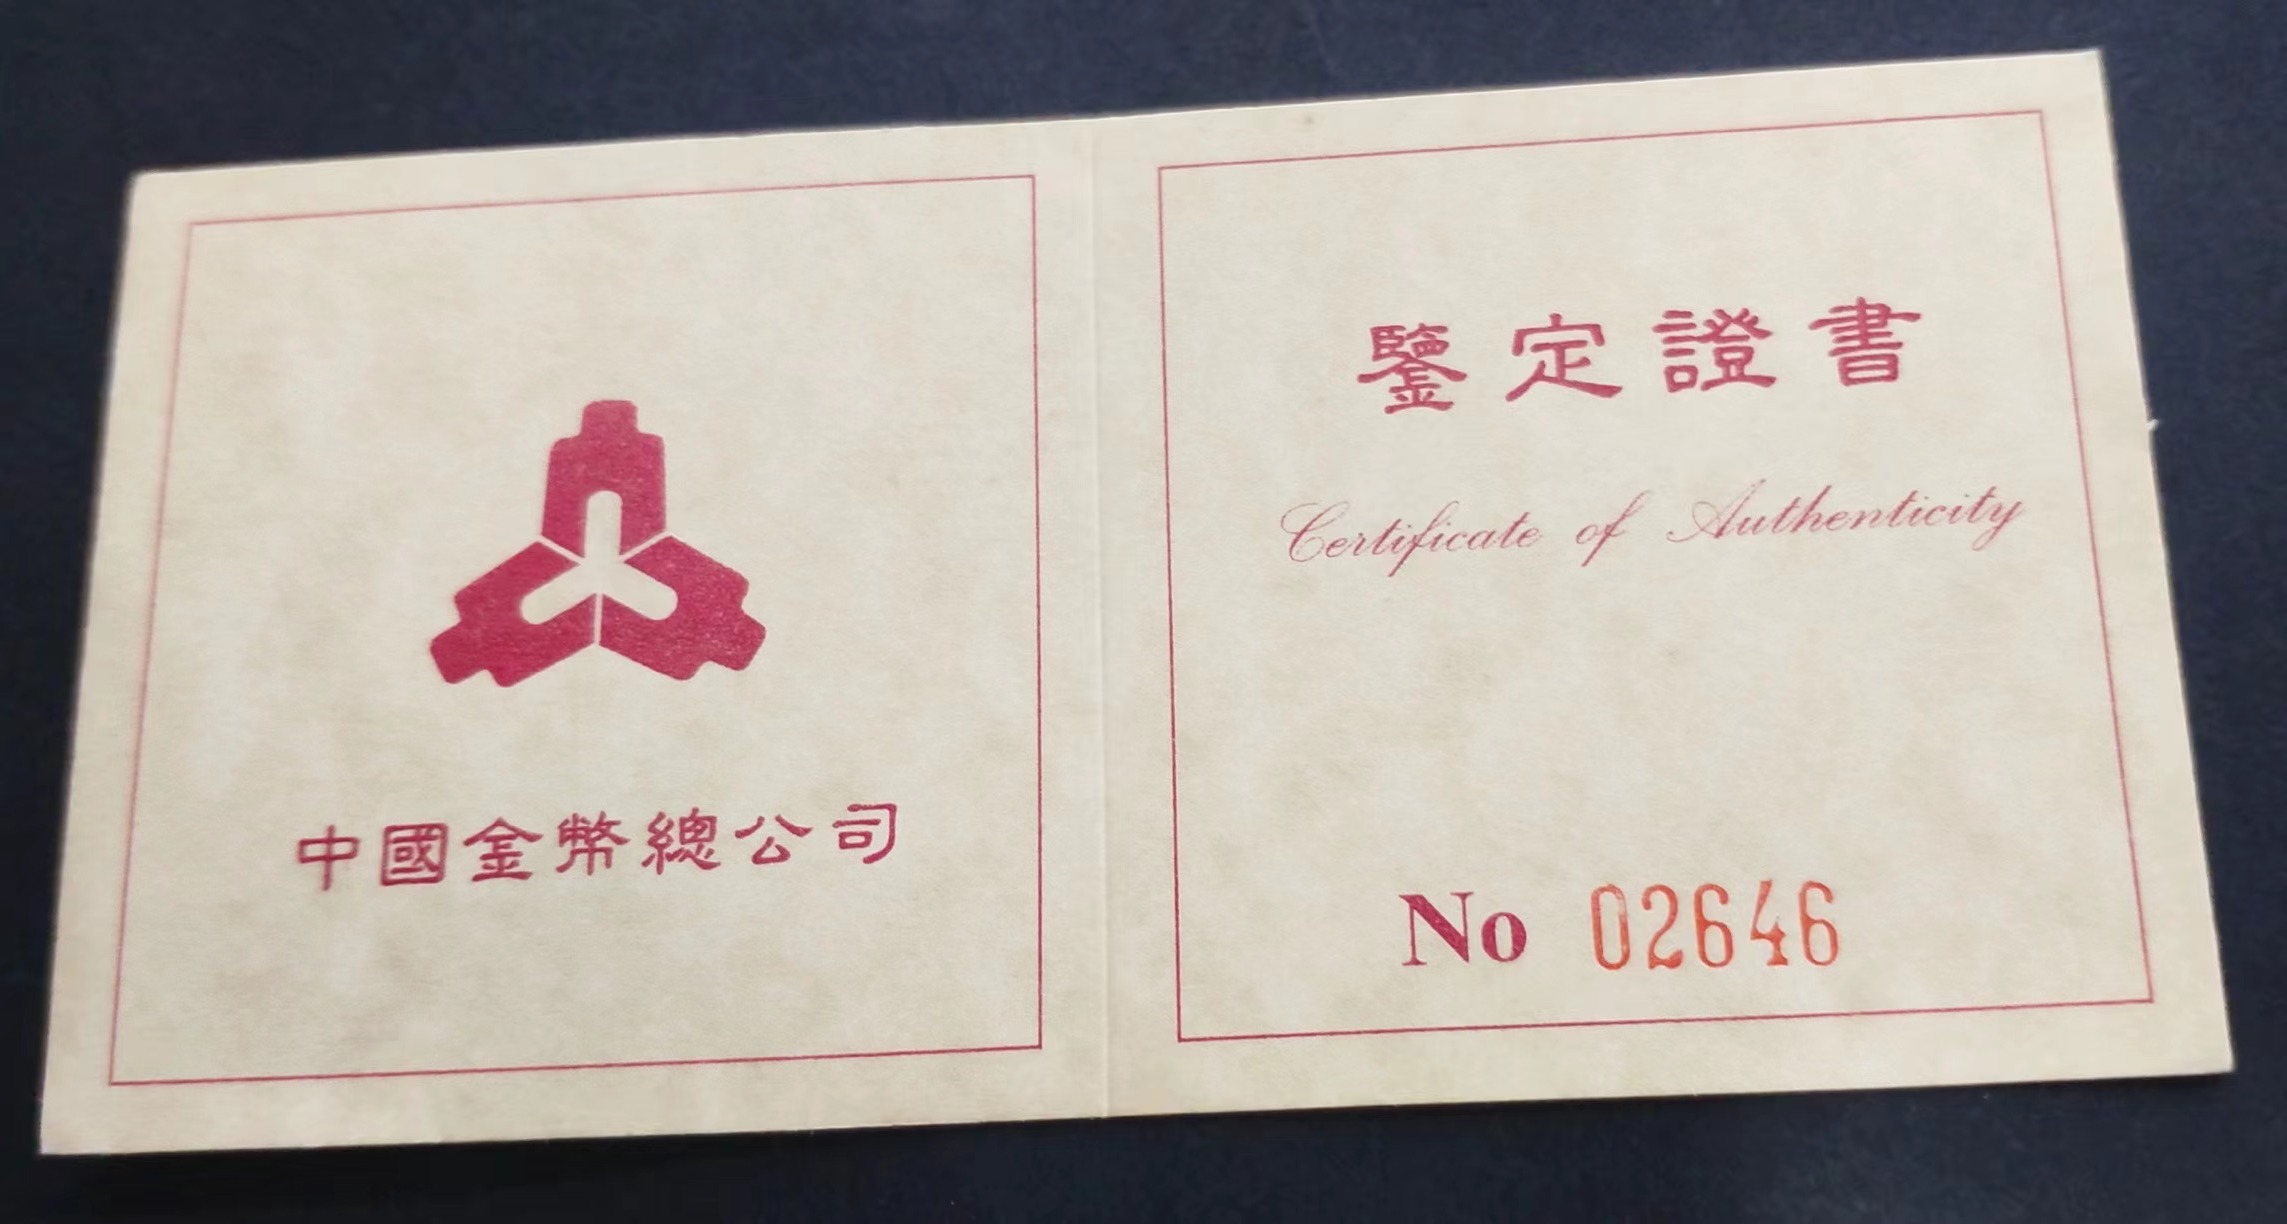 中國金幣總公司
鑒定證書
Certificate of Authenticity
No 02646